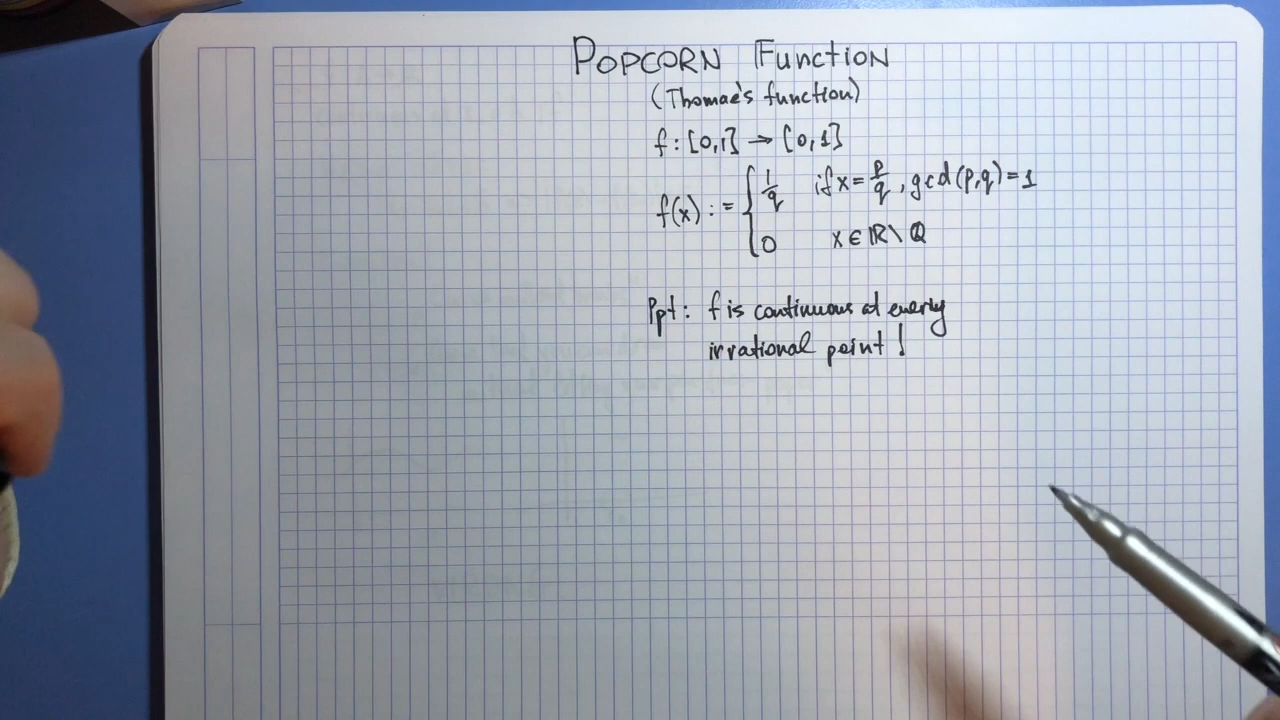 POPCORN Function
(Thomae's function)
f : [0,1] → [0,1]
f(x) := { 1/q if x = p/q , gcd(p,q) = 1
0 x ∈ ℝ \ ℚ
Ppt : f is continuous at every
irrational point !